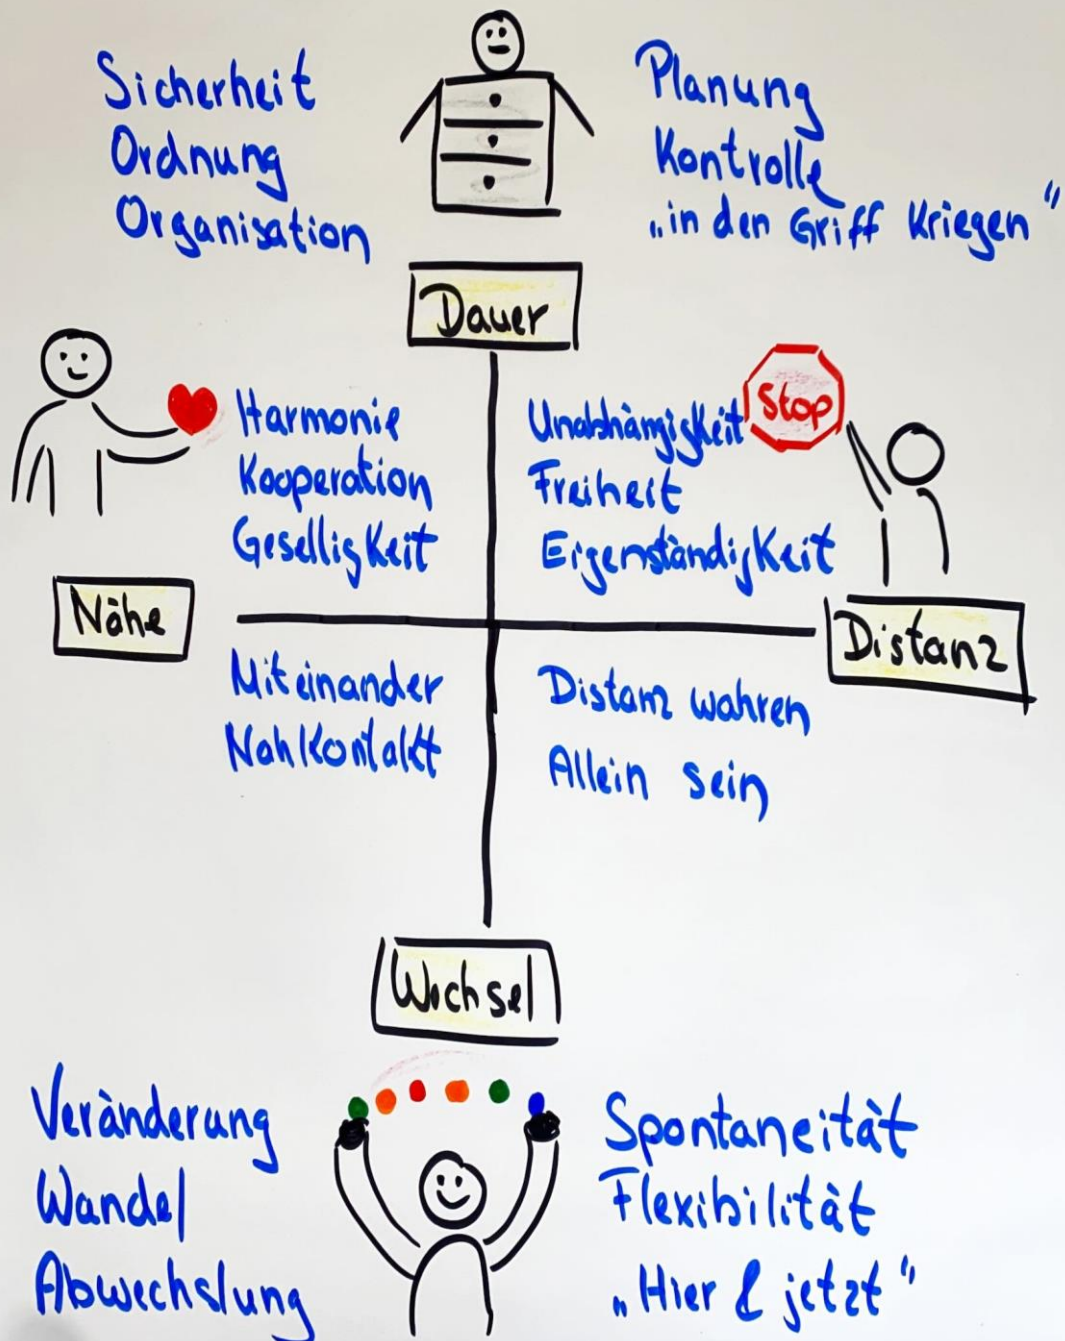 Sicherheit
Ordnung
Organisation
Planung
Kontrolle
„in den Griff Kriegen"
Dauer
Harmonie
Kooperation
Geselligkeit
Unabhängigkeit
Freiheit
Eigenständigkeit
Stop
Nähe
Distanz
Miteinander
Nahkontakt
Distanz wahren
Allein sein
Wechsel
Veränderung
Wandel
Abwechslung
Spontaneität
Flexibilität
„Hier & jetzt"